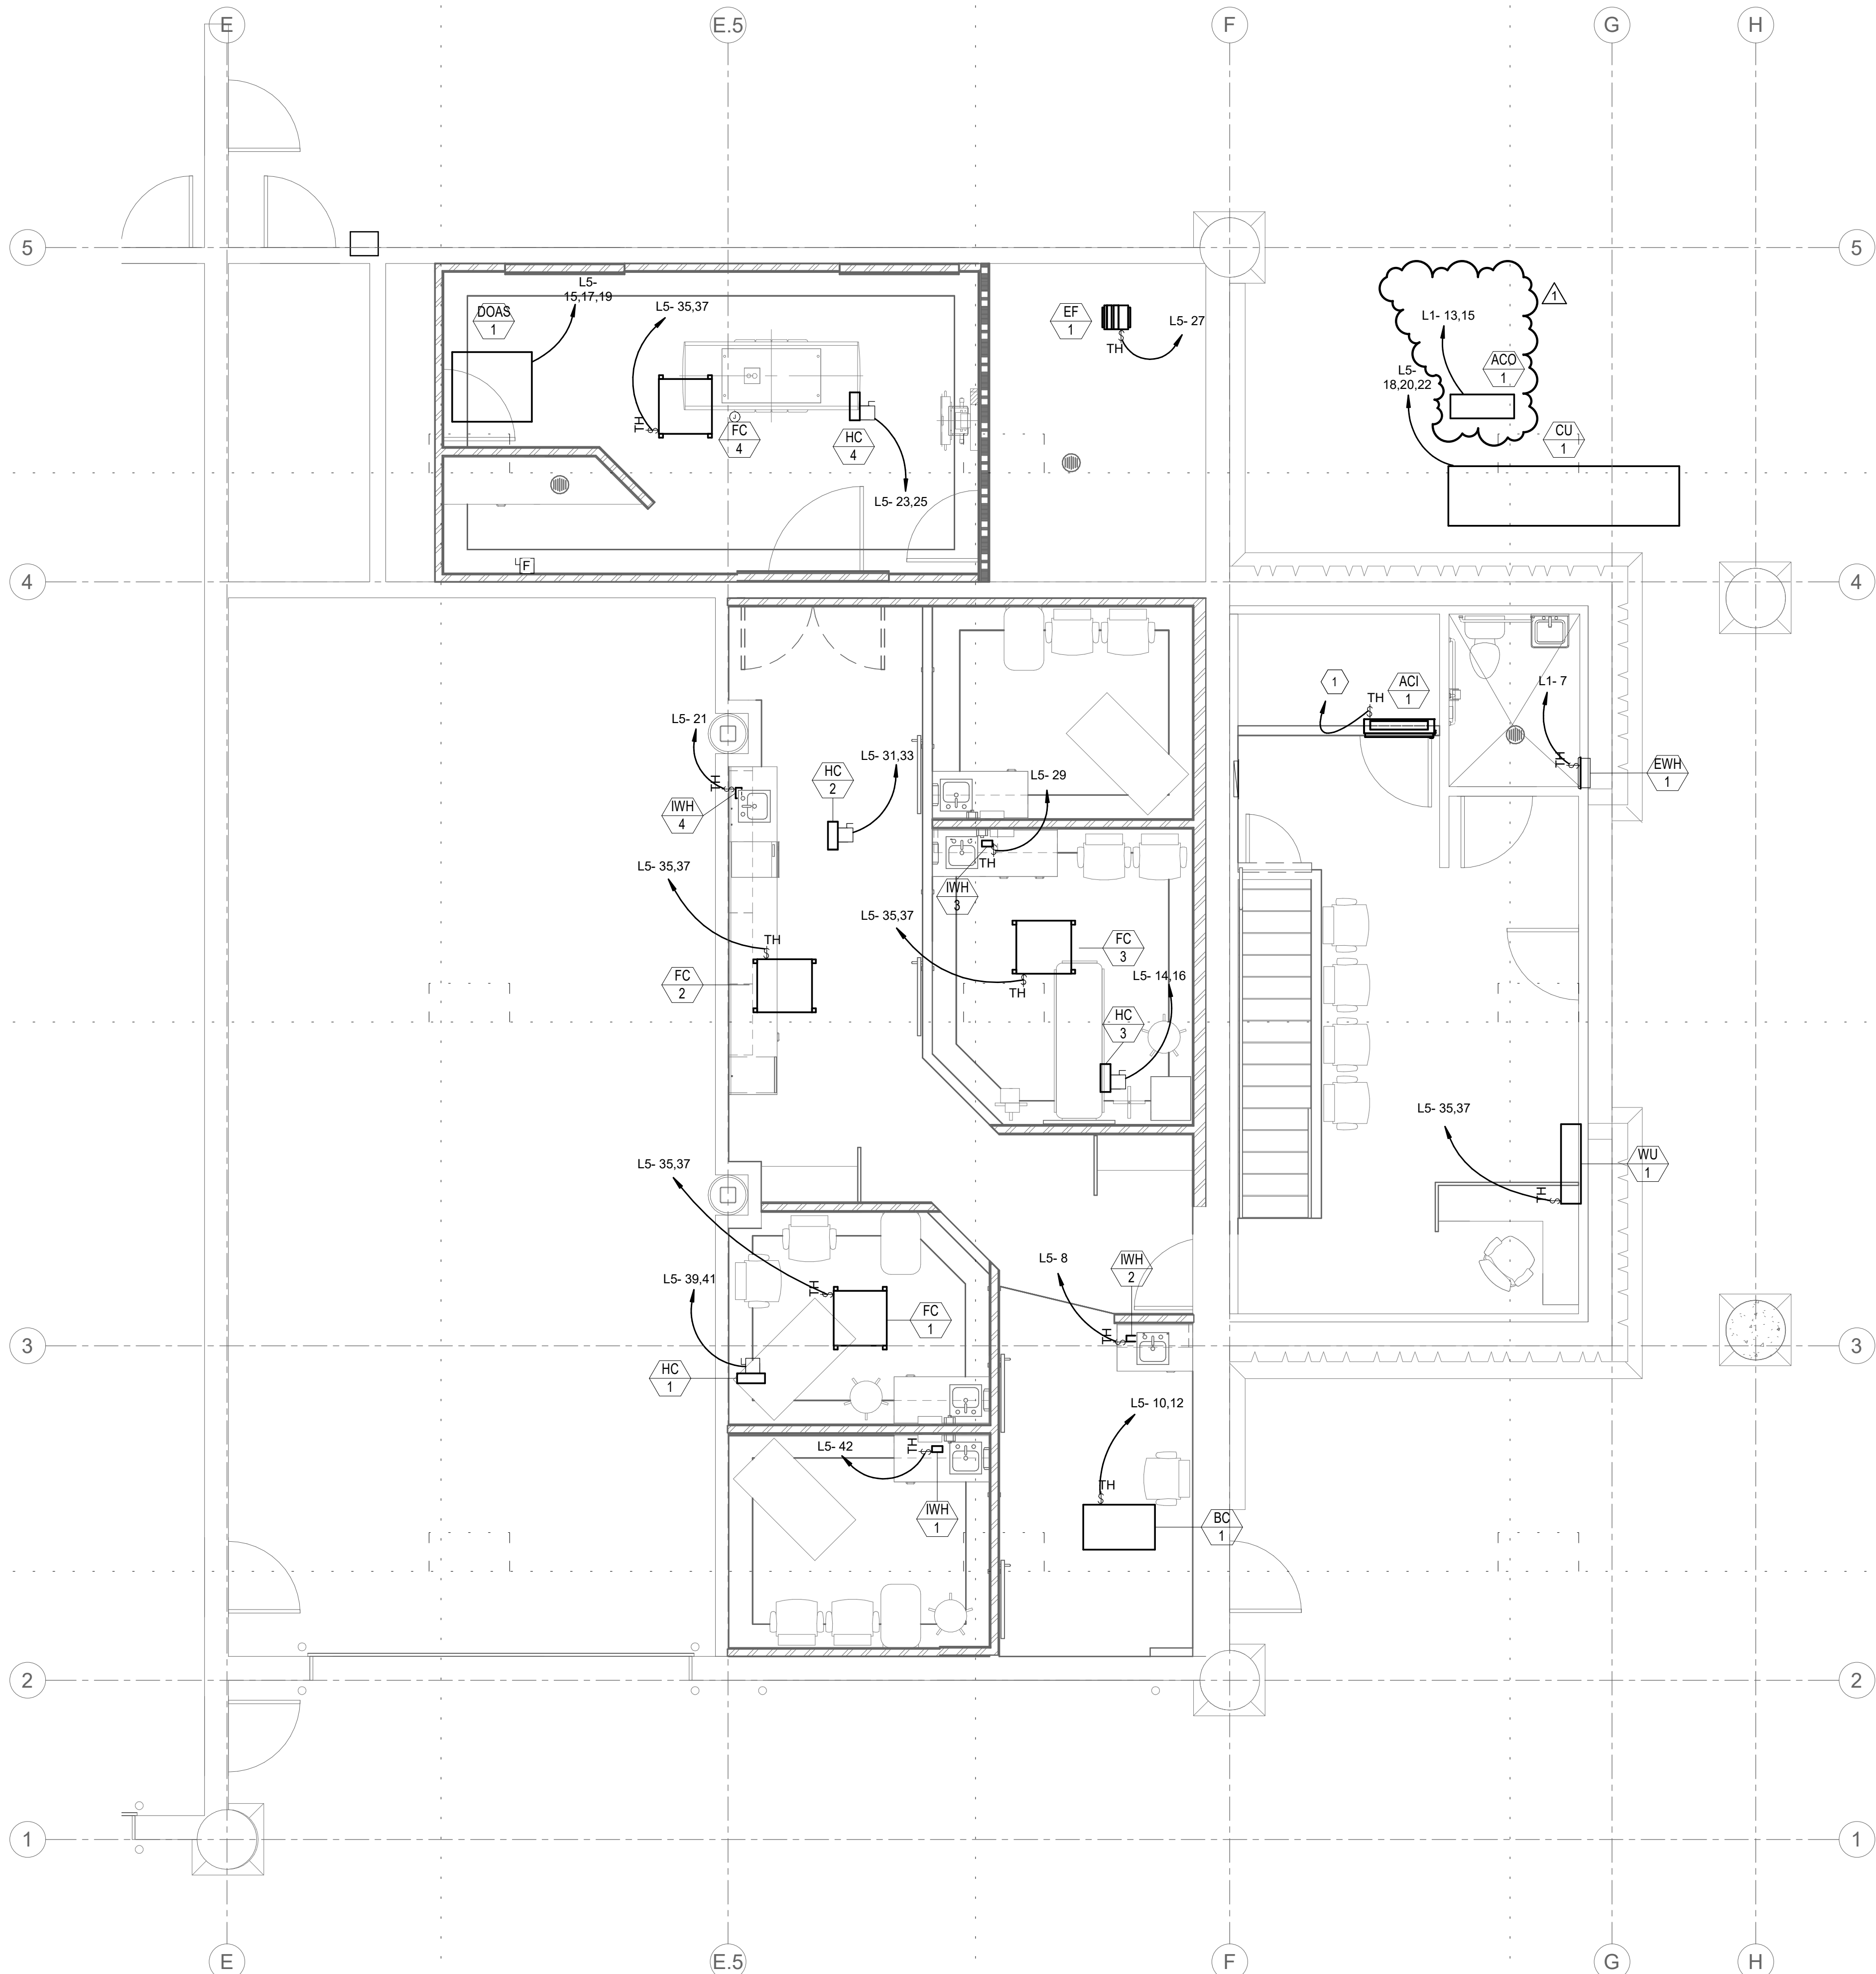 E
E.5
F
G
H
5
5
L5-
15,17,19
L5- 35,37
DOAS
1
EF
1
L5- 27
TH
1
L1- 13,15
ACO
1
L5-
18,20,22
TH
J
FC
4
HC
4
CU
1
L5- 23,25
F
4
4
1
TH
ACI
1
L1- 7
TH
EWH
1
L5- 21
TH
IWH
4
HC
2
L5- 31,33
L5- 29
TH
IWH
3
L5- 35,37
L5- 35,37
TH
FC
2
FC
3
TH
L5- 14,16
HC
3
L5- 35,37
TH
WU
1
L5- 35,37
TH
FC
1
L5- 39,41
HC
1
L5- 8
IWH
2
TH
3
3
L5- 10,12
TH
BC
1
L5- 42
TH
IWH
1
2
2
1
1
E
E.5
F
G
H